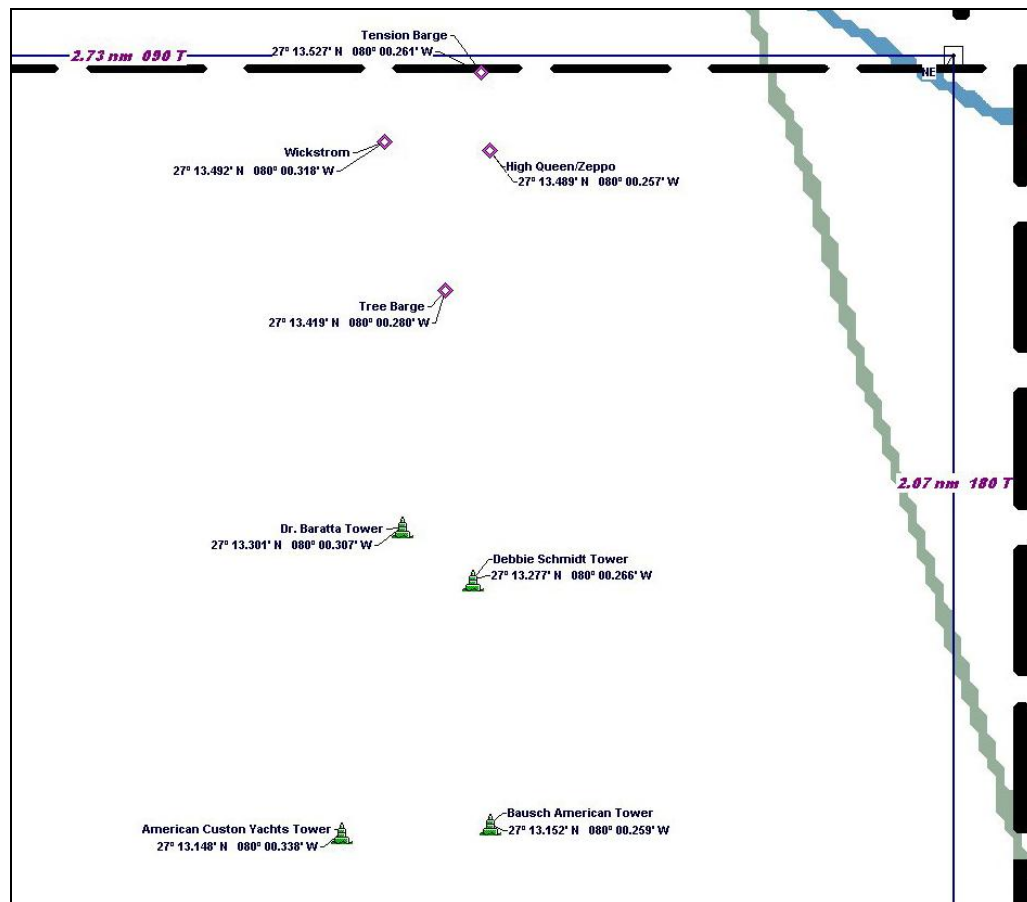 Tension Barge
27° 13.527' N 080° 00.261' W
2.73 nm 090 T
NE
Wickstrom
27° 13.492' N 080° 00.318' W
High Queen/Zeppo
27° 13.489' N 080° 00.257' W
Tree Barge
27° 13.419' N 080° 00.280' W
2.07 nm 180 T
Dr. Baratta Tower
27° 13.301' N 080° 00.307' W
Debbie Schmidt Tower
27° 13.277' N 080° 00.266' W
Bausch American Tower
27° 13.152' N 080° 00.259' W
American Custon Yachts Tower
27° 13.148' N 080° 00.338' W